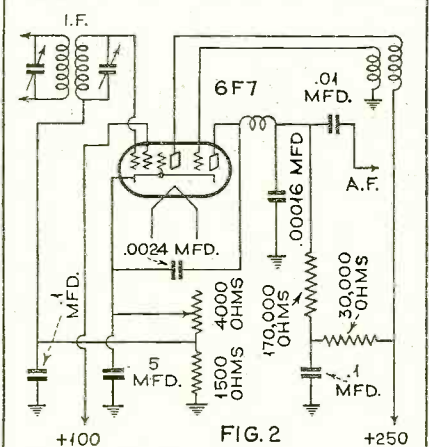 I.F.
6F7
.01
MFD.
A.F.
.00016 MFD
.0024 MFD.
.1
MFD.
4000
OHMS
170,000
OHMS
30,000
OHMS
5
MFD.
1500
OHMS
.1
MFD.
+100
FIG.2
+250